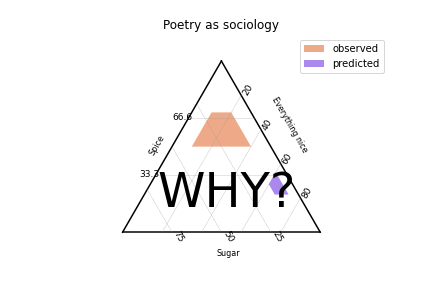 Poetry as sociology
observed
predicted
20
66.6
Everything nice
40
Spice
60
33.3
WHY?
80
75
50
25
Sugar